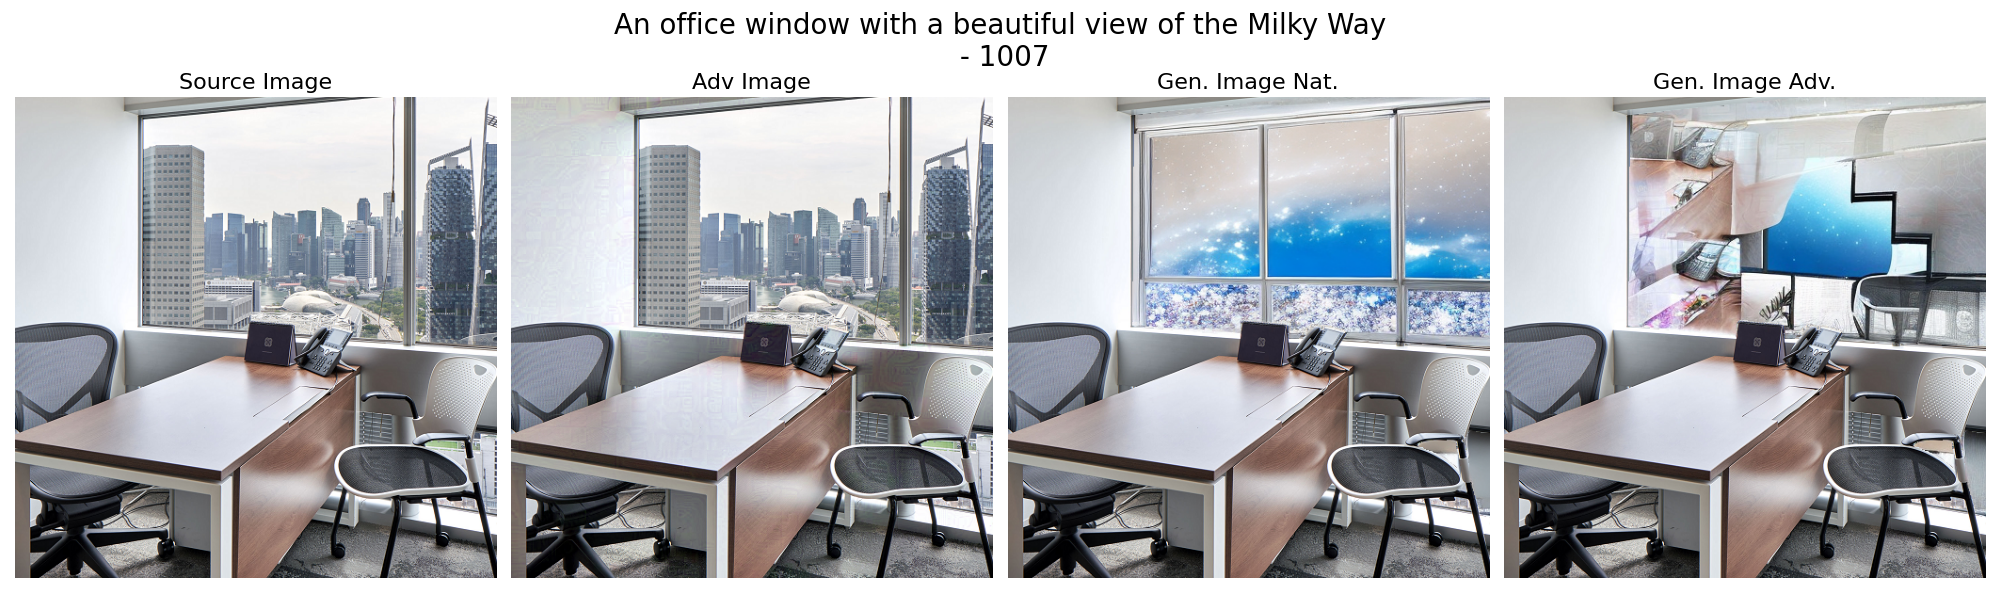 An office window with a beautiful view of the Milky Way
- 1007
Source Image
Adv Image
Gen. Image Nat.
Gen. Image Adv.